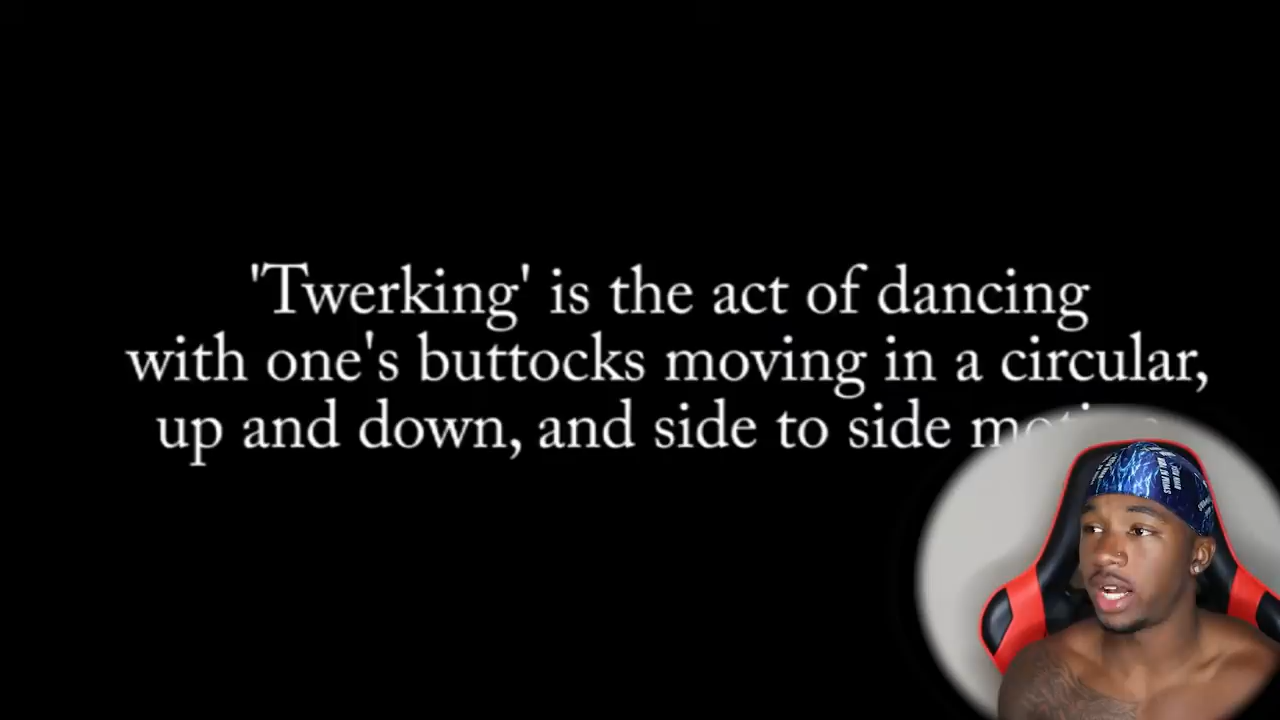 'Twerking' is the act of dancing
with one's buttocks moving in a circular,
up and down, and side to side